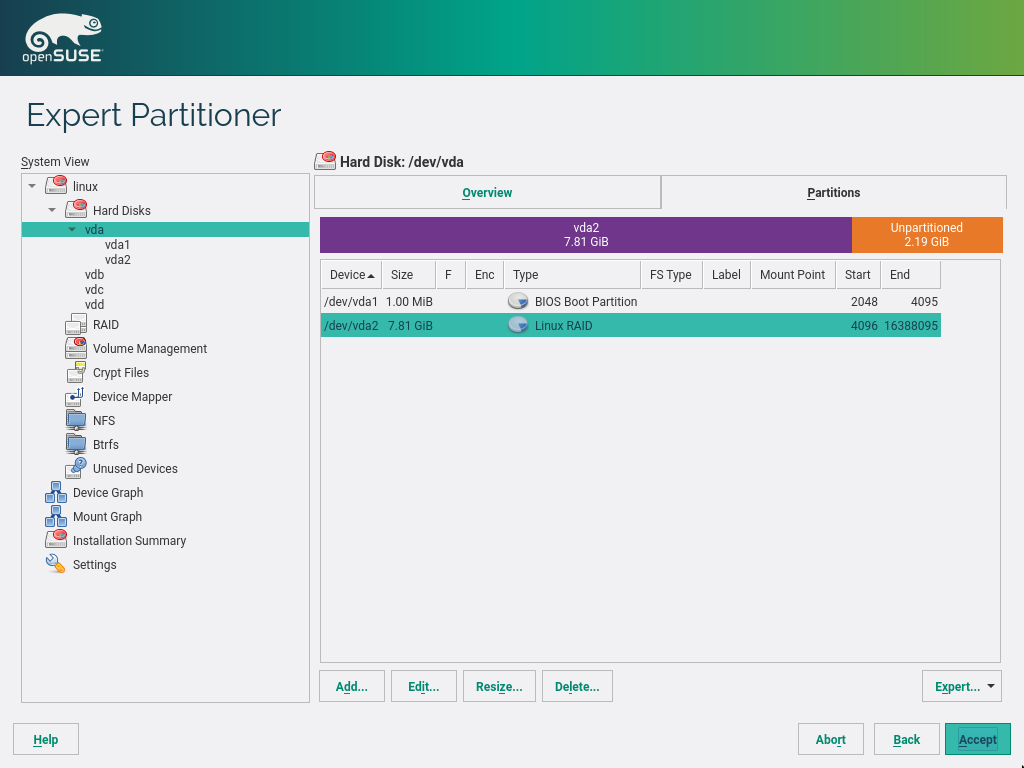 openSUSE
Expert Partitioner
System View
linux
Hard Disks
vda
vda1
vda2
vdb
vdc
vdd
RAID
Volume Management
Crypt Files
Device Mapper
NFS
Btrfs
Unused Devices
Device Graph
Mount Graph
Installation Summary
Settings
Hard Disk: /dev/vda
Overview Partitions
vda2 Unpartitioned
7.81 GiB 2.19 GiB
Device Size F Enc Type FS Type Label Mount Point Start End
/dev/vda1 1.00 MiB BIOS Boot Partition 2048 4095
/dev/vda2 7.81 GiB Linux RAID 4096 16388095
Add... Edit... Resize... Delete... Expert...
Help Abort Back Accept